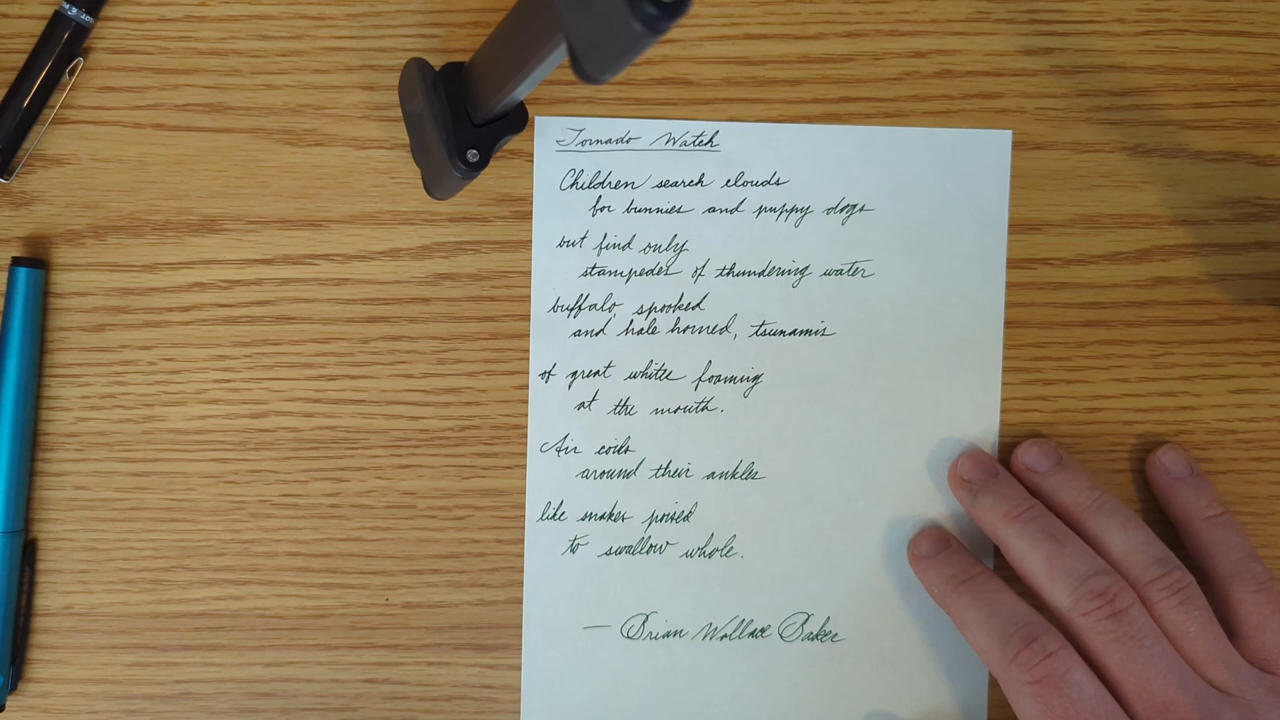 Tornado Watch
Children search clouds
for bunnies and puppy dogs
but find only
stampedes of thundering water
buffalo, spooked
and hale horned, tsunamis
of great whites foaming
at the mouth.
Air coils
around their ankles
like snakes poised
to swallow whole.
— Brian Wallace Baker